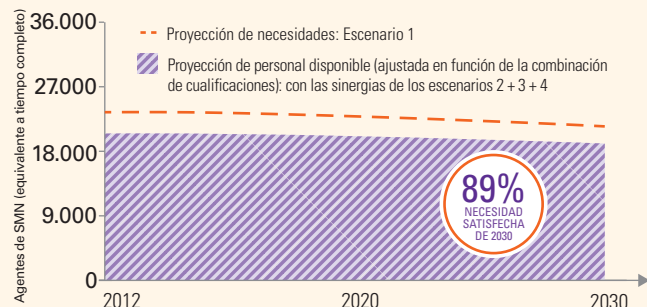 Agentes de SMN (equivalente a tiempo completo)
36.000
27000
18.000
9.000
0
Proyección de necesidades: Escenario 1
Proyección de personal disponible (ajustada en función de la combinación
de cualificaciones): con las sinergias de los escenarios 2 + 3 + 4
89%
NECESIDAD
SATISFECHA
DE 2030
2012
2020
2030